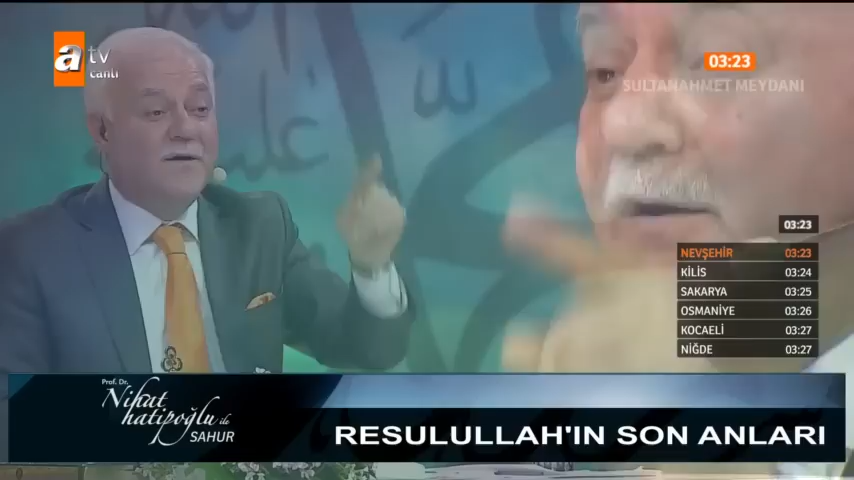 atv
canlı
03:23
SULTANAHMET MEYDANI
03:23
NEVŞEHİR 03:23
KİLİS 03:24
SAKARYA 03:25
OSMANİYE 03:26
KOCAELİ 03:27
NİĞDE 03:27
Prof. Dr.
Nihat
hatipoğlu ile
SAHUR
RESULULLAH'IN SON ANLARI